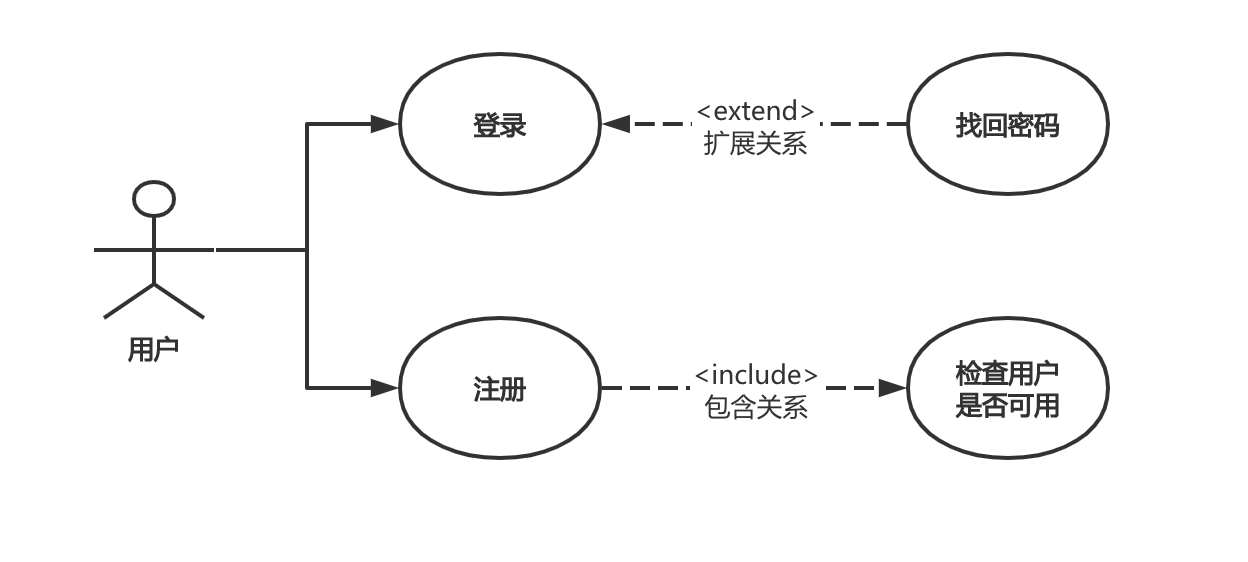 登录
<extend>
扩展关系
找回密码
用户
注册
<include>
包含关系
检查用户
是否可用